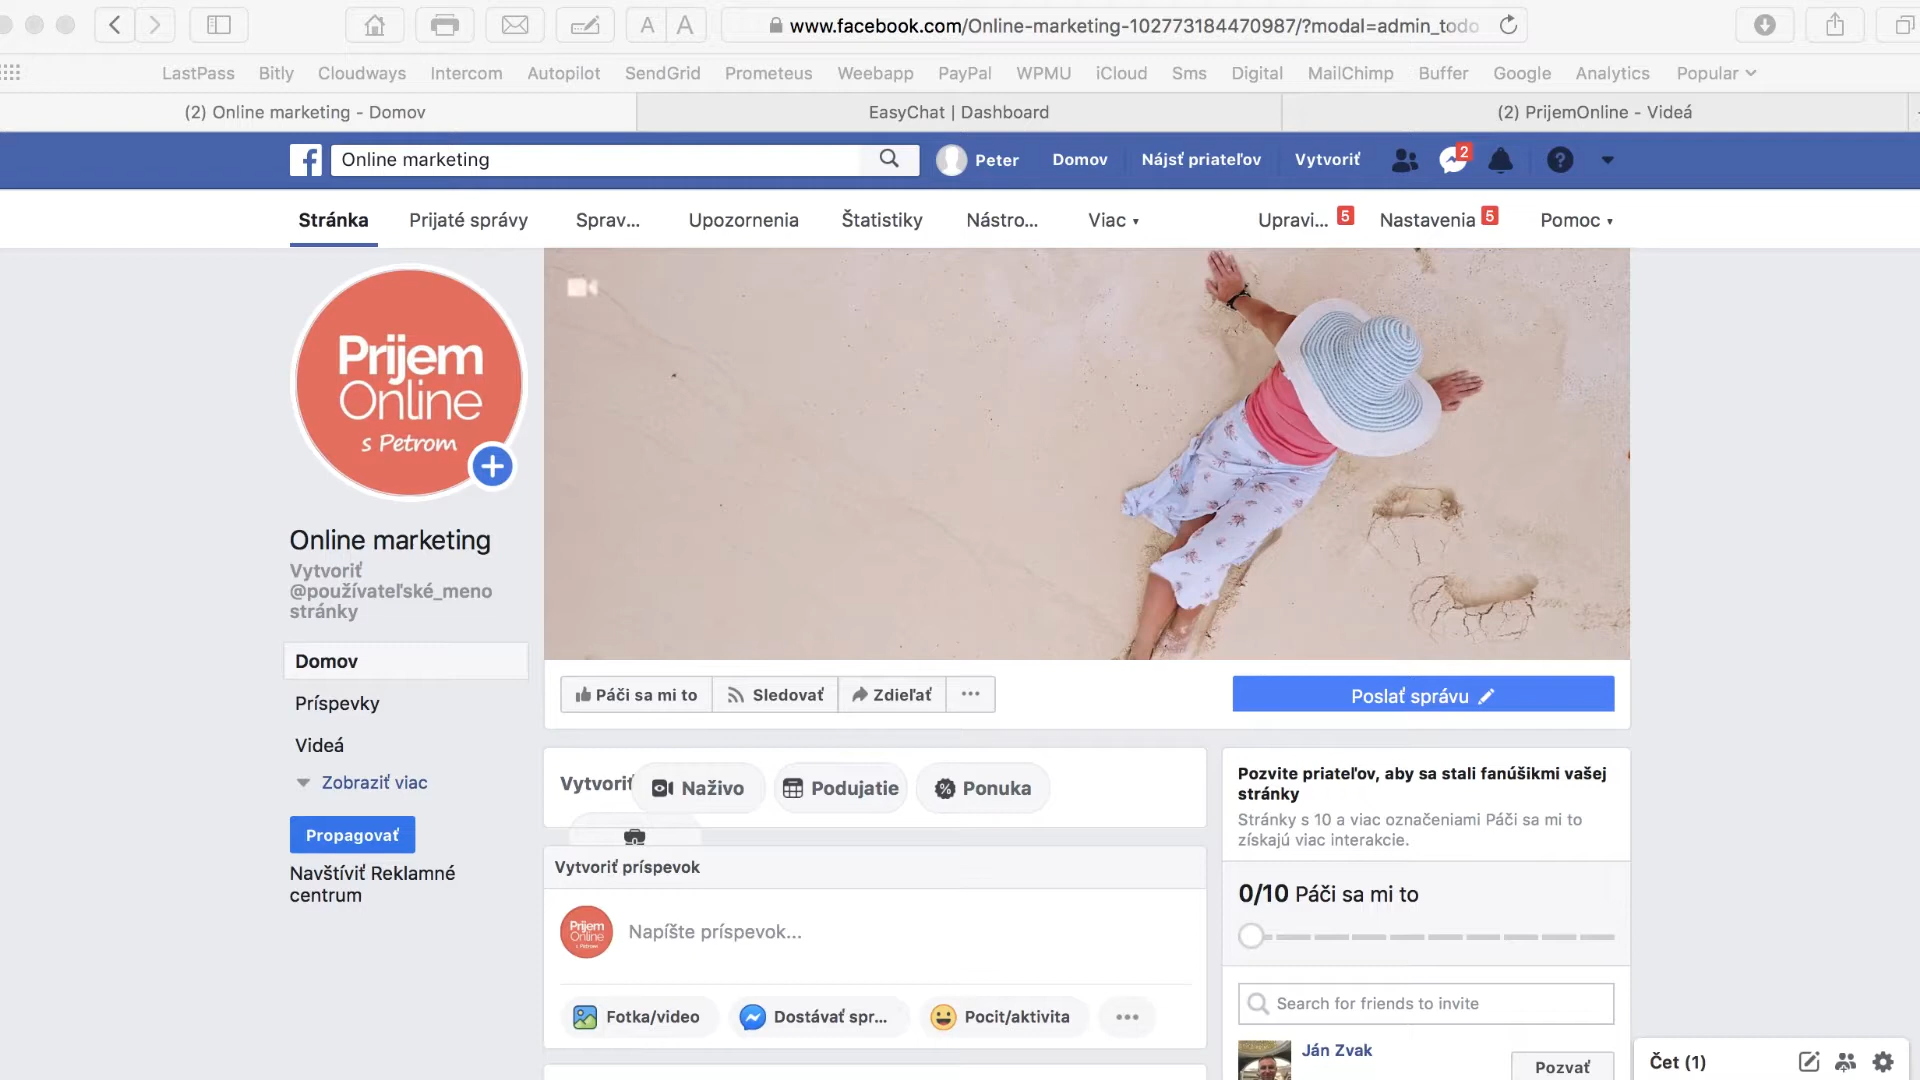 A A
www.facebook.com/Online-marketing-102773184470987/?modal=admin_todo
LastPass Bitly Cloudways Intercom Autopilot SendGrid Prometeus Weebapp PayPal WPMU iCloud Sms Digital MailChimp Buffer Google Analytics Popular
(2) Online marketing - Domov
EasyChat | Dashboard
(2) PrijemOnline - Videá
Online marketing
Peter Domov Nájsť priateľov Vytvoriť 2
Stránka Prijaté správy Sprav... Upozornenia Štatistiky Nástro... Viac
Upravi... 5 Nastavenia 5 Pomoc
Prijem
Online
s Petrom
Online marketing
Vytvoriť
@používateľské_meno
stránky
Domov
Príspevky
Videá
Zobraziť viac
Propagovať
Navštíviť Reklamné
centrum
Páči sa mi to Sledovať Zdieľať ...
Poslať správu
Vytvoriť Naživo Podujatie Ponuka
Vytvoriť príspevok
Prijem
Online
s Petrom
Napíšte príspevok...
Fotka/video Dostávať spr... Pocit/aktivita ...
Pozvite priateľov, aby sa stali fanúšikmi vašej
stránky
Stránky s 10 a viac označeniami Páči sa mi to
získajú viac interakcie.
0/10 Páči sa mi to
Search for friends to invite
Ján Zvak
Pozvať
Čet (1)